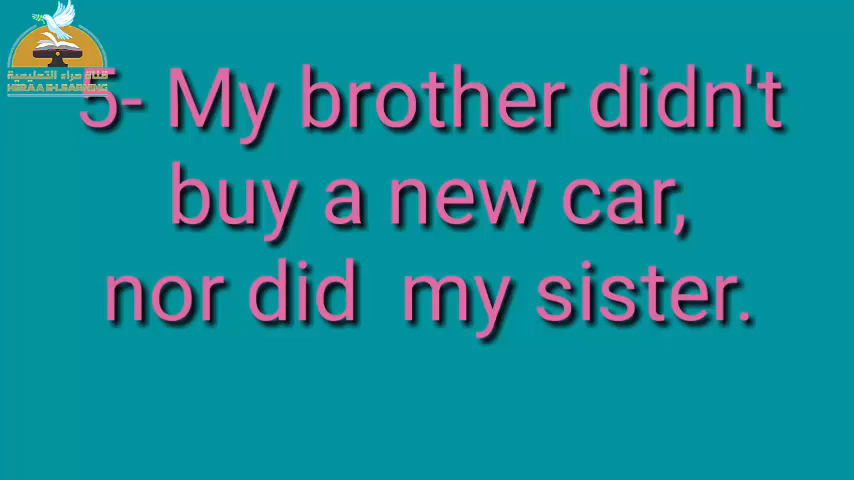 قناة حراء التعليمية
HERAA E-LEARNING
5- My brother didn't
buy a new car,
nor did my sister.